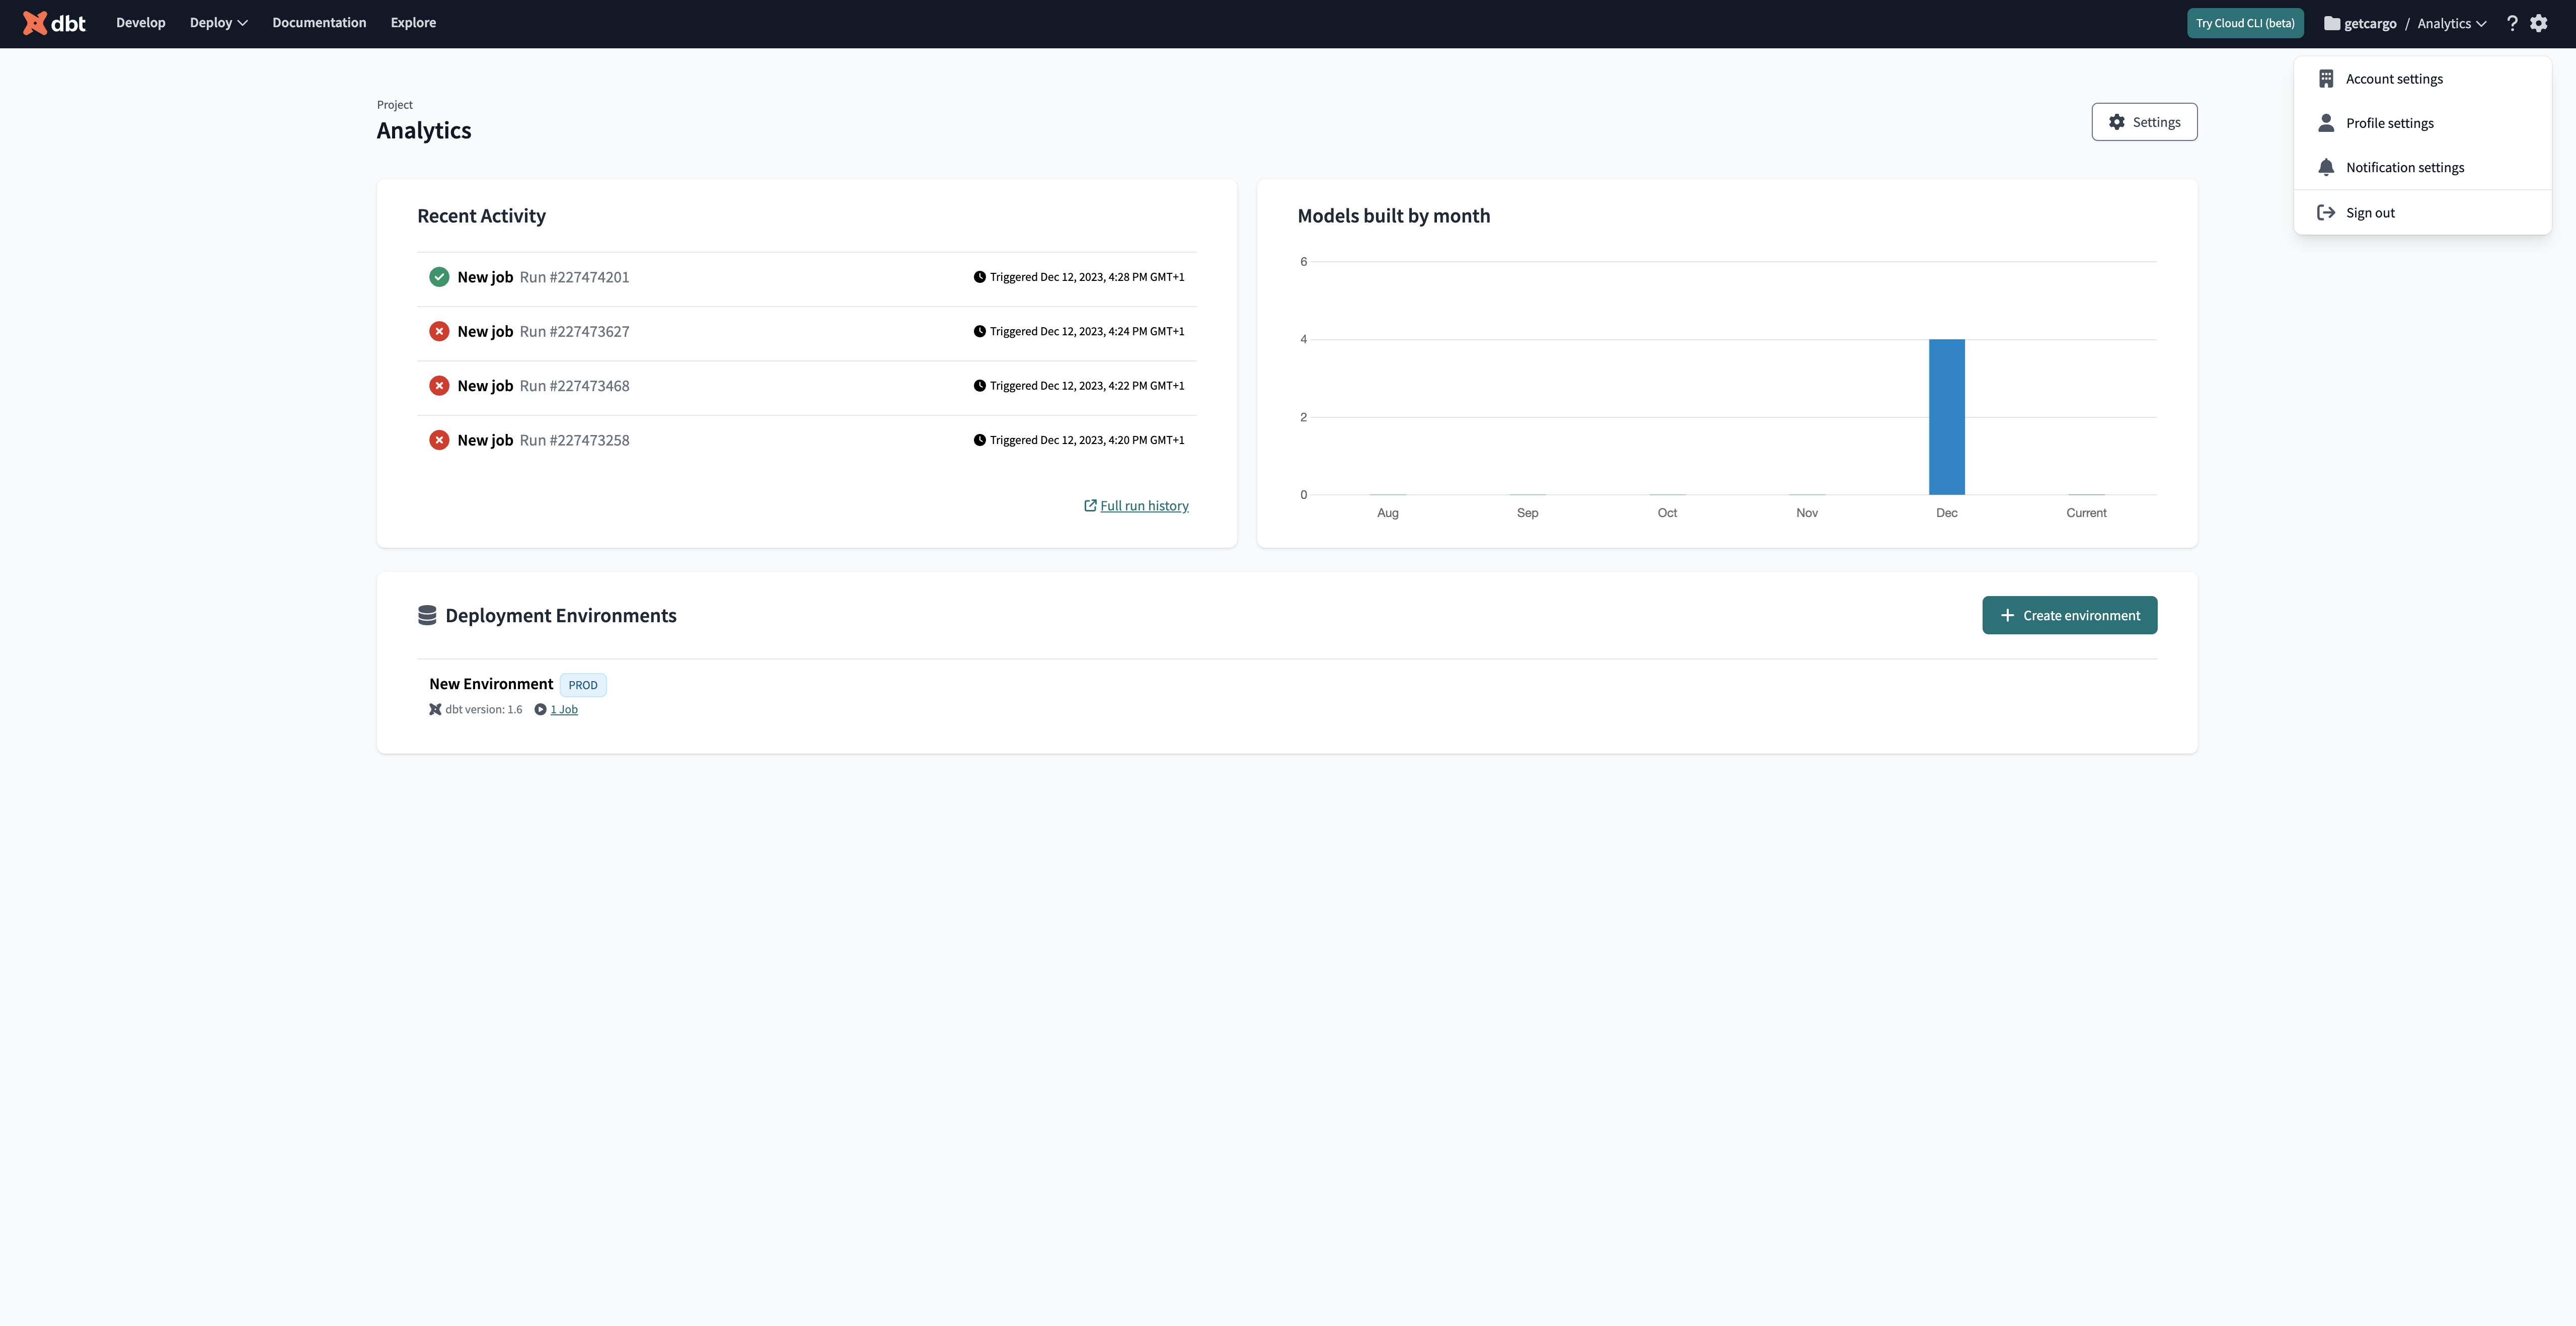 dbt Develop Deploy Documentation Explore Try Cloud CLI (beta) getcargo / Analytics ?
Account settings
Profile settings
Notification settings
Sign out
Project
Analytics
Settings
Recent Activity
New job Run #227474201 Triggered Dec 12, 2023, 4:28 PM GMT+1
New job Run #227473627 Triggered Dec 12, 2023, 4:24 PM GMT+1
New job Run #227473468 Triggered Dec 12, 2023, 4:22 PM GMT+1
New job Run #227473258 Triggered Dec 12, 2023, 4:20 PM GMT+1
Full run history
Models built by month
6
4
2
0
Aug Sep Oct Nov Dec Current
Deployment Environments
Create environment
New Environment PROD
dbt version: 1.6 1 Job